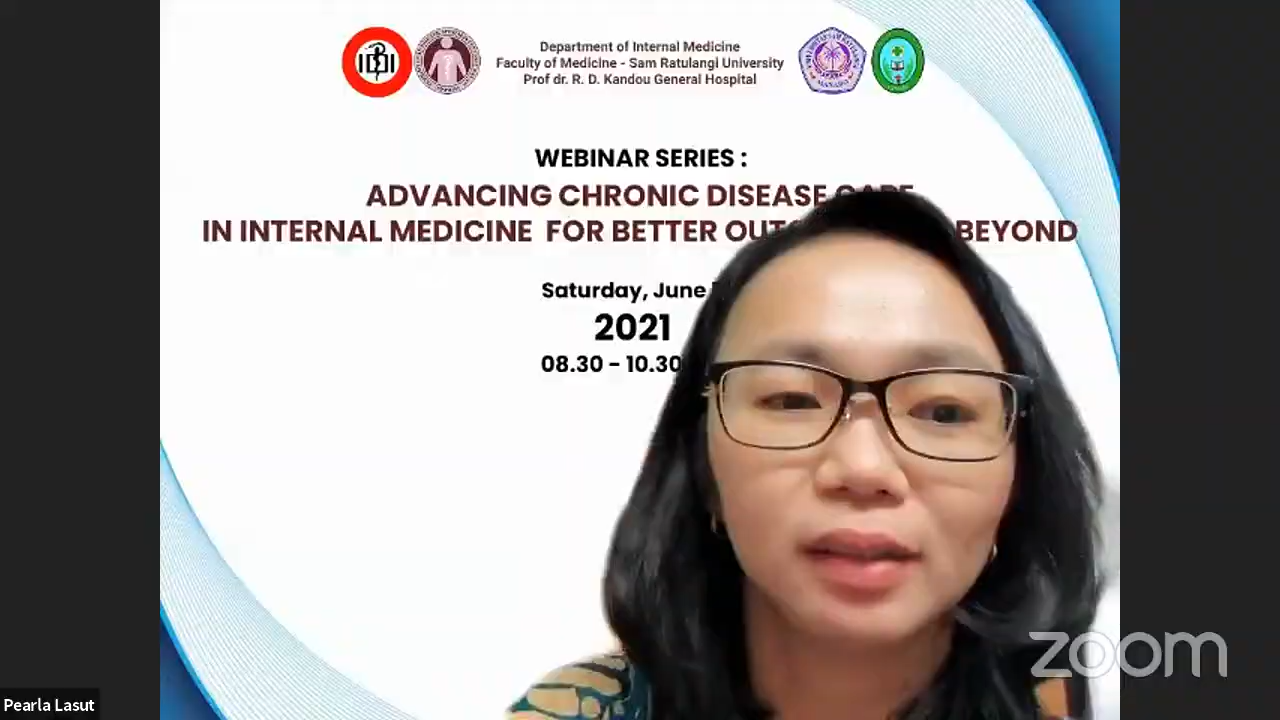 Department of Internal Medicine
Faculty of Medicine - Sam Ratulangi University
Prof dr. R. D. Kandou General Hospital
WEBINAR SERIES :
ADVANCING CHRONIC DISEASE CARE
IN INTERNAL MEDICINE FOR BETTER BEYOND
Saturday, June
2021
08.30 - 10.30
zoom
Pearla Lasut